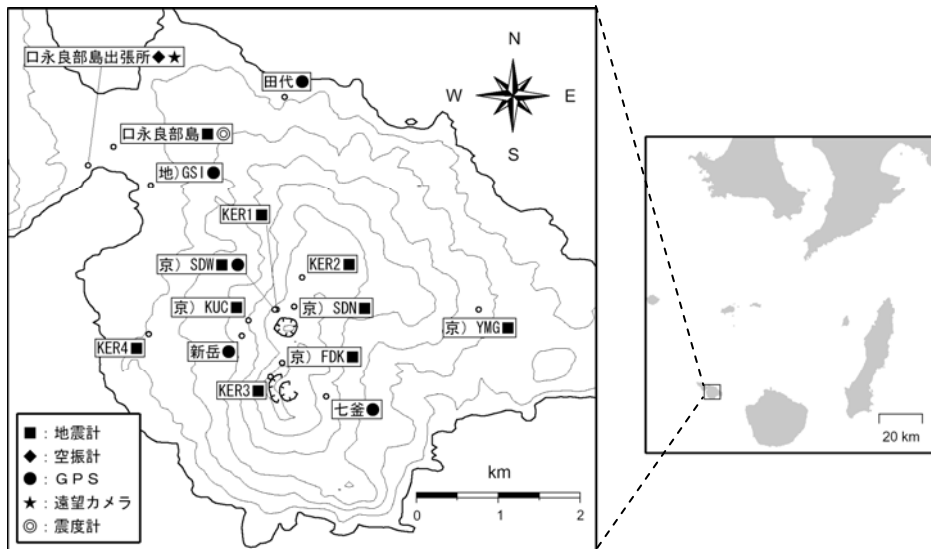 口永良部島出張所◆★
N
W
E
S
田代●
口永良部島■◎
地)GSI●
KER1■
京) SDW■●
KER2■
京) KUC■
京) SDN■
京) YMG■
KER4■
新岳●
京) FDK■
KER3■
七釜●
■：地震計
◆：空振計
●：GPS
★：遠望カメラ
◎：震度計
km
0 1 2
20 km